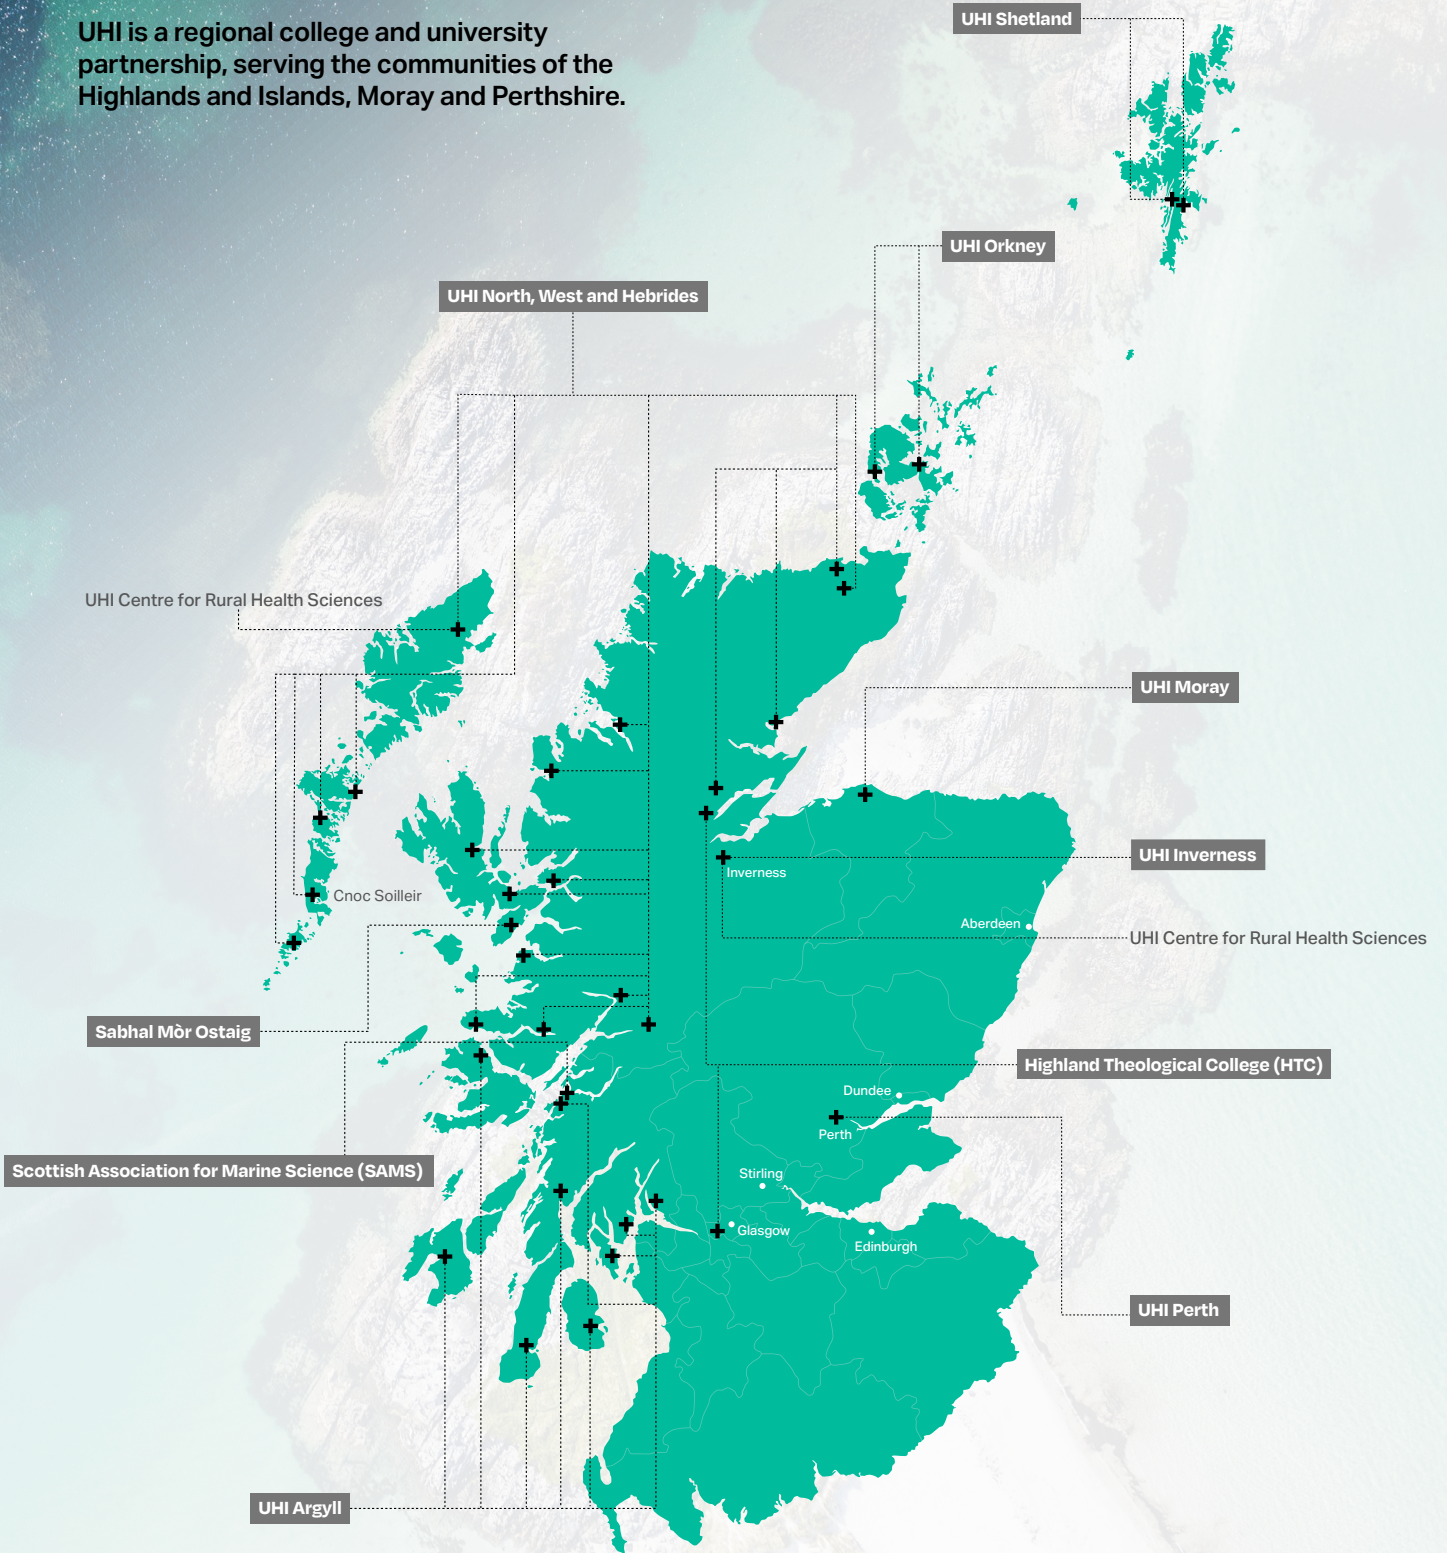 UHI is a regional college and university
partnership, serving the communities of the
Highlands and Islands, Moray and Perthshire.
UHI Shetland
UHI Orkney
UHI North, West and Hebrides
UHI Centre for Rural Health Sciences
UHI Moray
UHI Inverness
Inverness
Cnoc Soilleir
Aberdeen
UHI Centre for Rural Health Sciences
Sabhal Mòr Ostaig
Highland Theological College (HTC)
Dundee
Perth
Scottish Association for Marine Science (SAMS)
Stirling
Glasgow
Edinburgh
UHI Perth
UHI Argyll